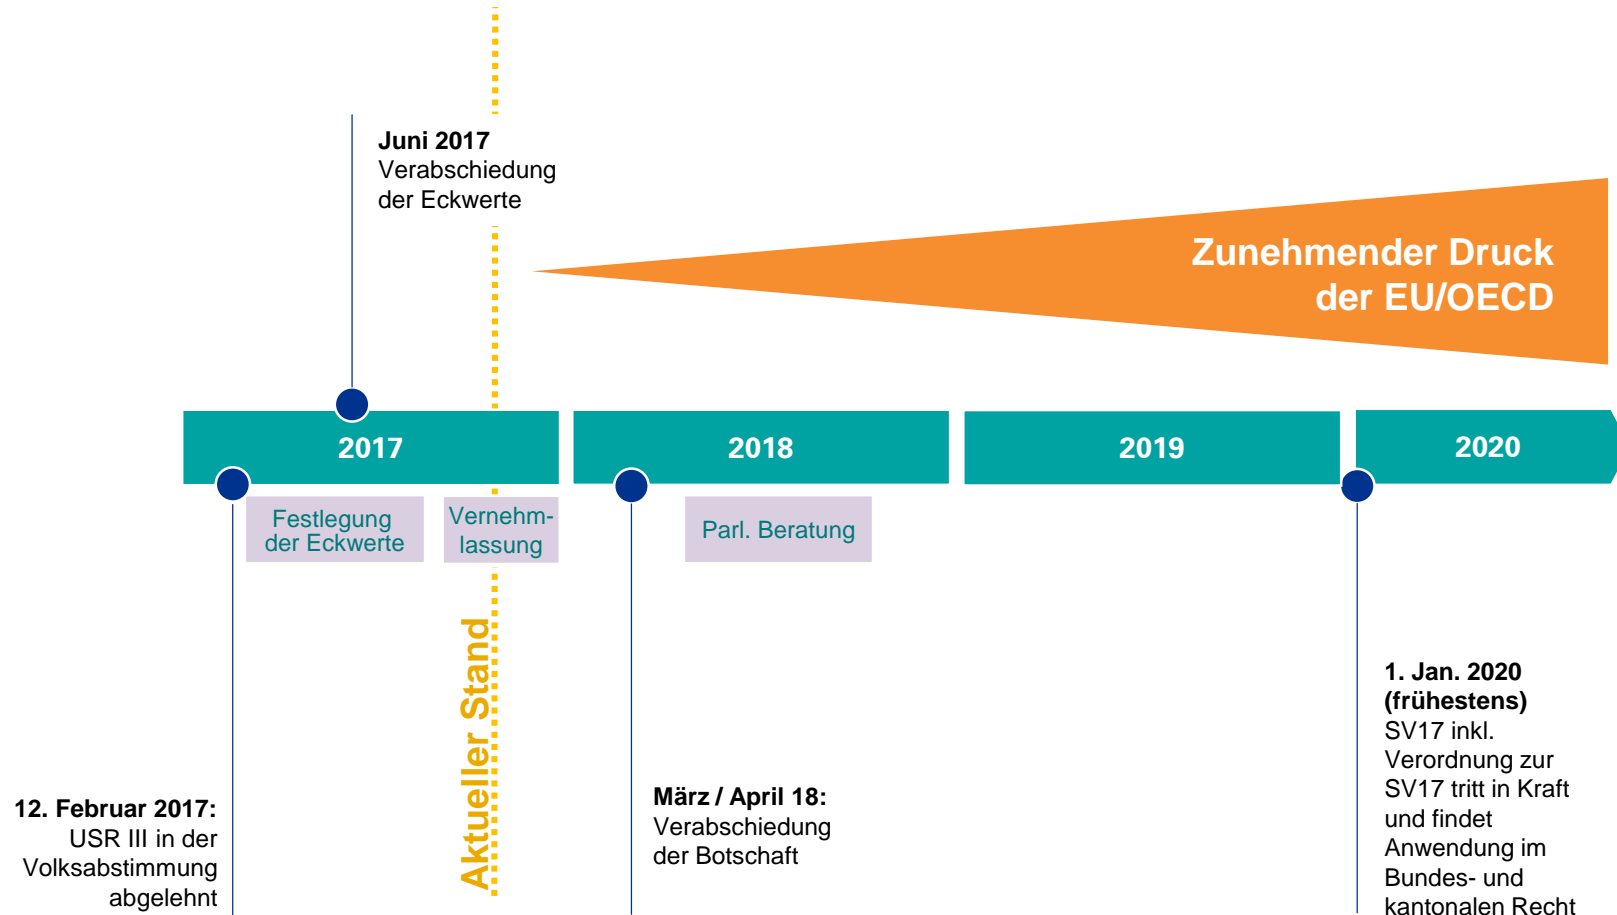 Juni 2017
Verabschiedung
der Eckwerte
Zunehmender Druck
der EU/OECD
2017
2018
2019
2020
Festlegung
der Eckwerte
Vernehm-
lassung
Parl. Beratung
Aktueller Stand
12. Februar 2017:
USR III in der
Volksabstimmung
abgelehnt
März / April 18:
Verabschiedung
der Botschaft
1. Jan. 2020
(frühestens)
SV17 inkl.
Verordnung zur
SV17 tritt in Kraft
und findet
Anwendung im
Bundes- und
kantonalen Recht